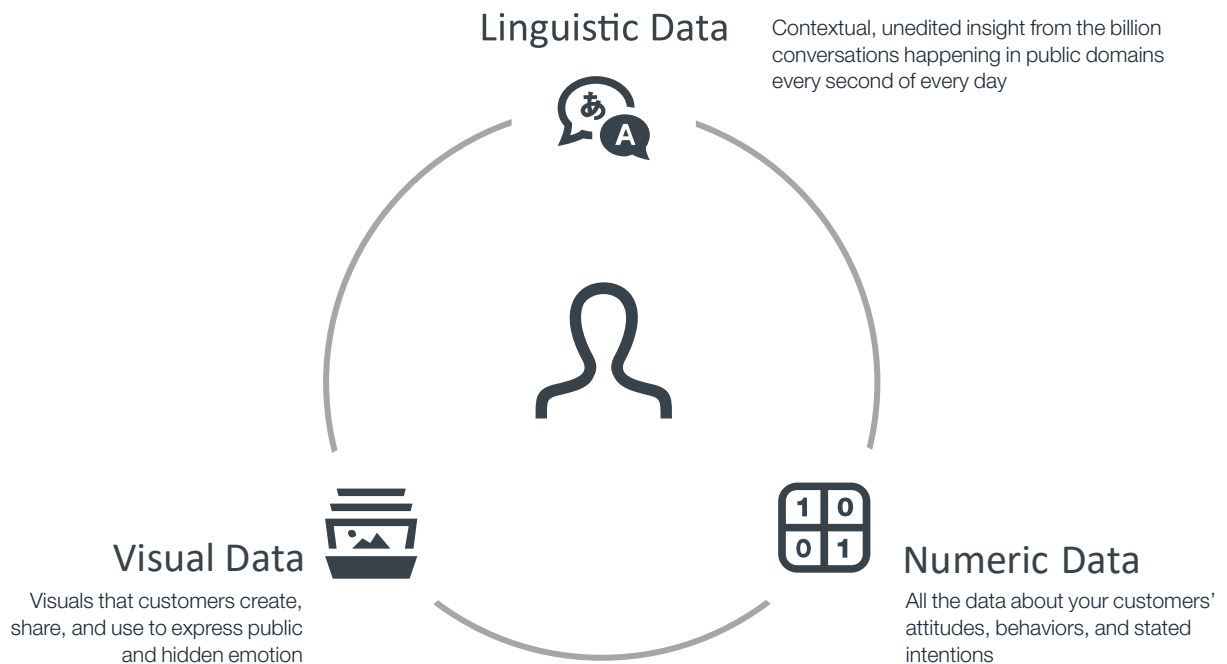 Linguistic Data
Contextual, unedited insight from the billion
conversations happening in public domains
every second of every day
あ
A
Visual Data
Visuals that customers create,
share, and use to express public
and hidden emotion
1 0
0 1
Numeric Data
All the data about your customers’
attitudes, behaviors, and stated
intentions